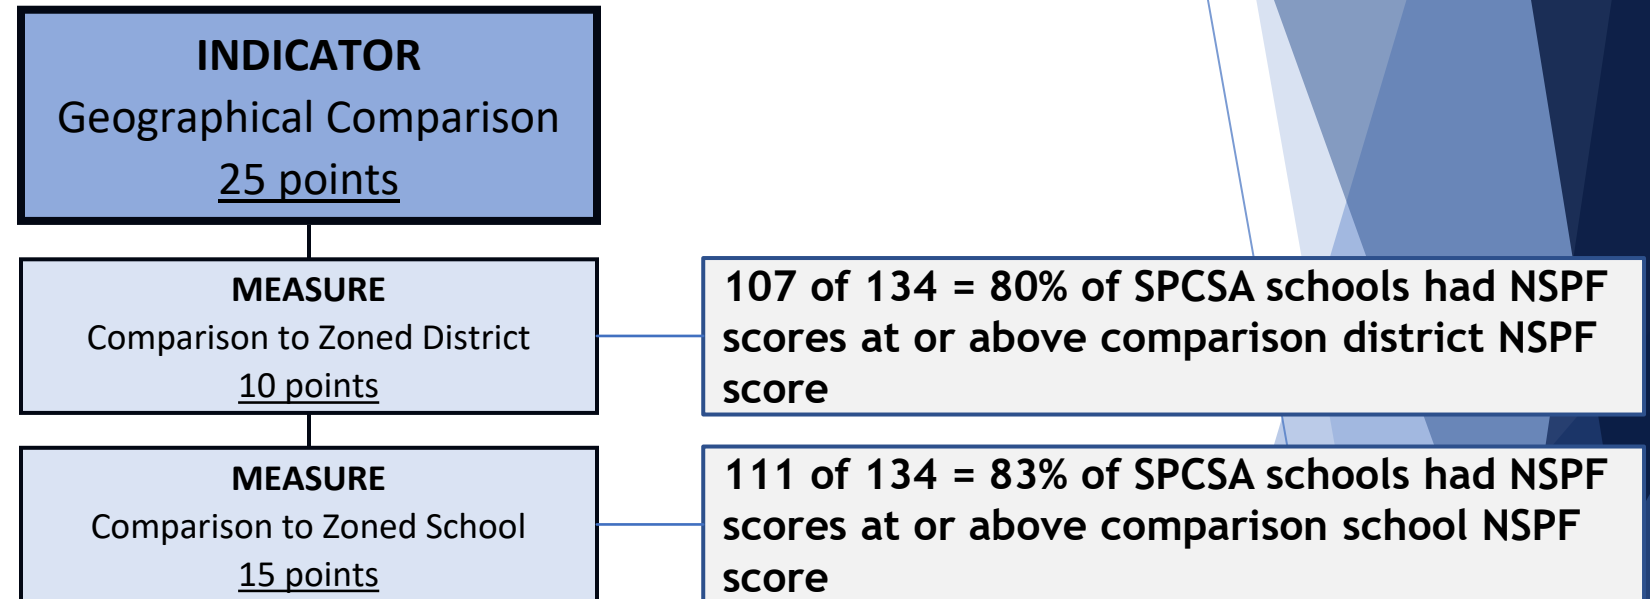 INDICATOR
Geographical Comparison
25 points
MEASURE
Comparison to Zoned District
10 points
107 of 134 = 80% of SPCSA schools had NSPF
scores at or above comparison district NSPF
score
MEASURE
Comparison to Zoned School
15 points
111 of 134 = 83% of SPCSA schools had NSPF
scores at or above comparison school NSPF
score